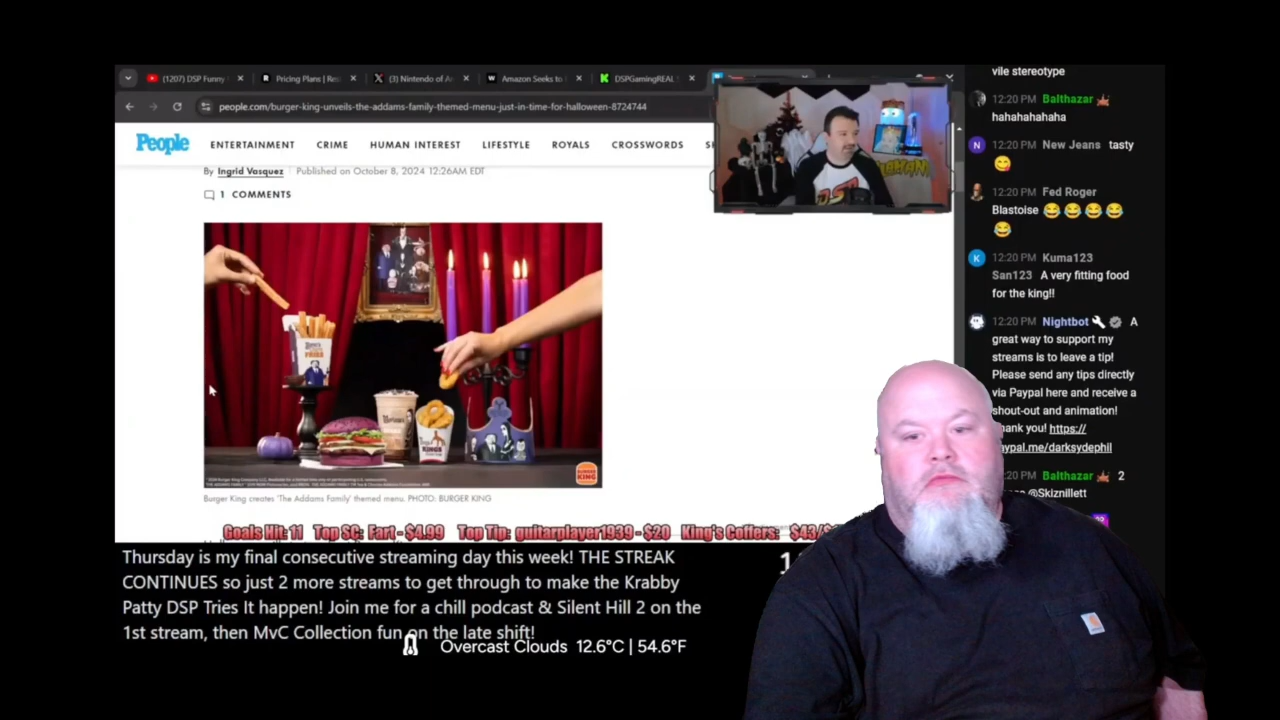 (1207) DSP Funny
Pricing Plans | Res
(3) Nintendo of A
Amazon Seeks to
DSPGamingREAL
people.com/burger-king-unveils-the-addams-family-themed-menu-just-in-time-for-halloween-8724744
People
ENTERTAINMENT CRIME HUMAN INTEREST LIFESTYLE ROYALS CROSSWORDS
By Ingrid Vasquez Published on October 8, 2024 12:26AM EDT
1 COMMENTS
BURGER
KING
Burger King creates 'The Addams Family' themed menu. PHOTO: BURGER KING
Goals Hit: 11 Top SC: Fart - $4.99 Top Tip: guitarplayer1939 - $20 King's Coffers: $43/
Thursday is my final consecutive streaming day this week! THE STREAK
CONTINUES so just 2 more streams to get through to make the Krabby
Patty DSP Tries It happen! Join me for a chill podcast & Silent Hill 2 on the
1st stream, then MvC Collection fun on the late shift!
Overcast Clouds 12.6°C | 54.6°F
vile stereotype
12:20 PM Balthazar
hahahahahaha
N 12:20 PM New Jeans tasty
12:20 PM Fed Roger
Blastoise
K 12:20 PM Kuma123
San123 A very fitting food
for the king!!
12:20 PM Nightbot A
great way to support my
streams is to leave a tip!
Please send any tips directly
via Paypal here and receive a
shout-out and animation!
hank you! https://
aypal.me/darksydephil
20 PM Balthazar 2
@Skiznillett